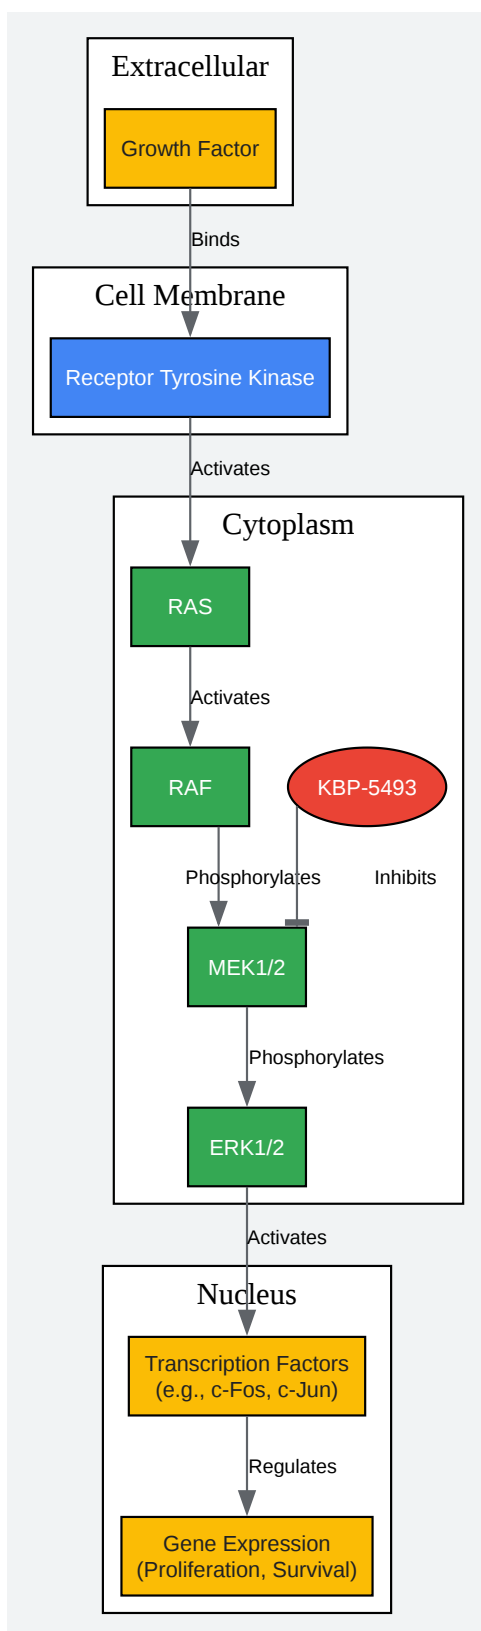 Extracellular
Growth Factor
Binds
Cell Membrane
Receptor Tyrosine Kinase
Activates
Cytoplasm
RAS
Activates
RAF
KBP-5493
Phosphorylates
Inhibits
MEK1/2
Phosphorylates
ERK1/2
Activates
Nucleus
Transcription Factors
(e.g., c-Fos, c-Jun)
Regulates
Gene Expression
(Proliferation, Survival)